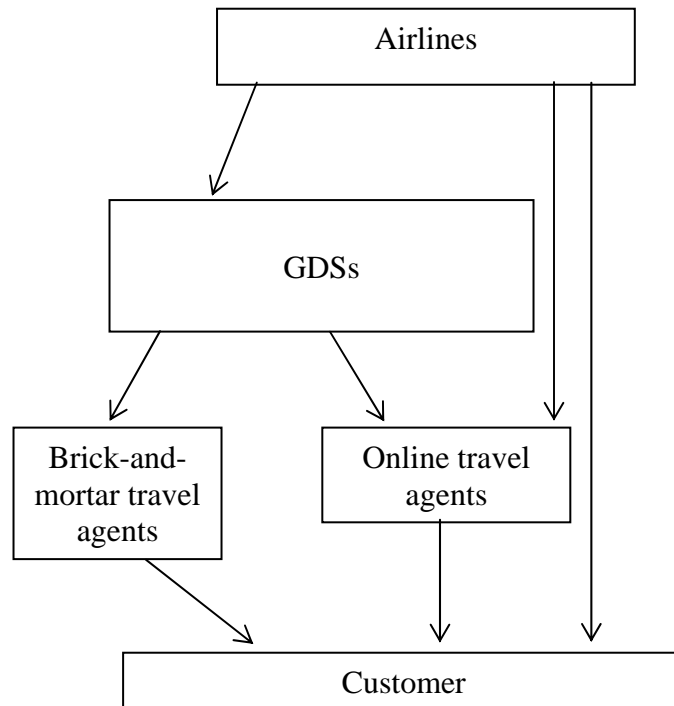 Airlines
GDSs
Brick-and-
mortar travel
agents
Online travel
agents
Customer